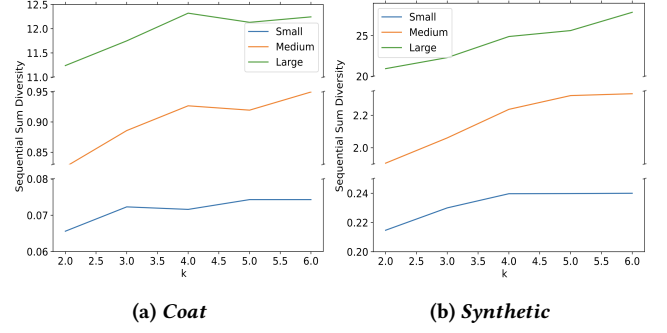 12.5
12.0
11.5
11.0
0.95
0.90
0.85
0.08
0.07
0.06
Sequential Sum Diversity
Small
Medium
Large
2.0 2.5 3.0 3.5 4.0 4.5 5.0 5.5 6.0
k
(a) Coat
25
20
2.2
2.0
0.24
0.22
0.20
Sequential Sum Diversity
Small
Medium
Large
2.0 2.5 3.0 3.5 4.0 4.5 5.0 5.5 6.0
k
(b) Synthetic